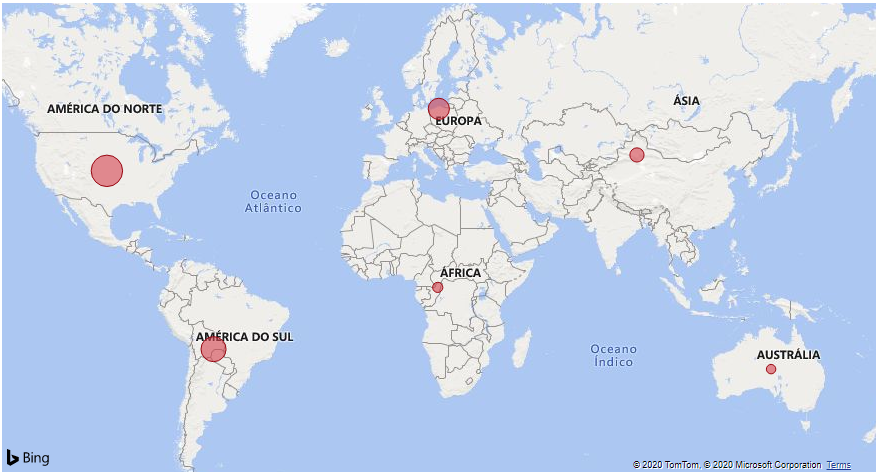 ÁSIA
AMÉRICA DO NORTE
EUROPA
Oceano
Atlântico
ÁFRICA
AMÉRICA DO SUL
Oceano
Índico
AUSTRÁLIA
Bing
© 2020 TomTom, © 2020 Microsoft Corporation Terms